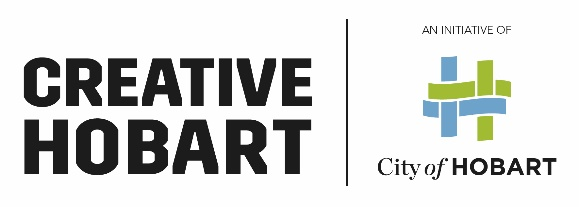 CREATIVE
HOBART
AN INITIATIVE OF
City of HOBART